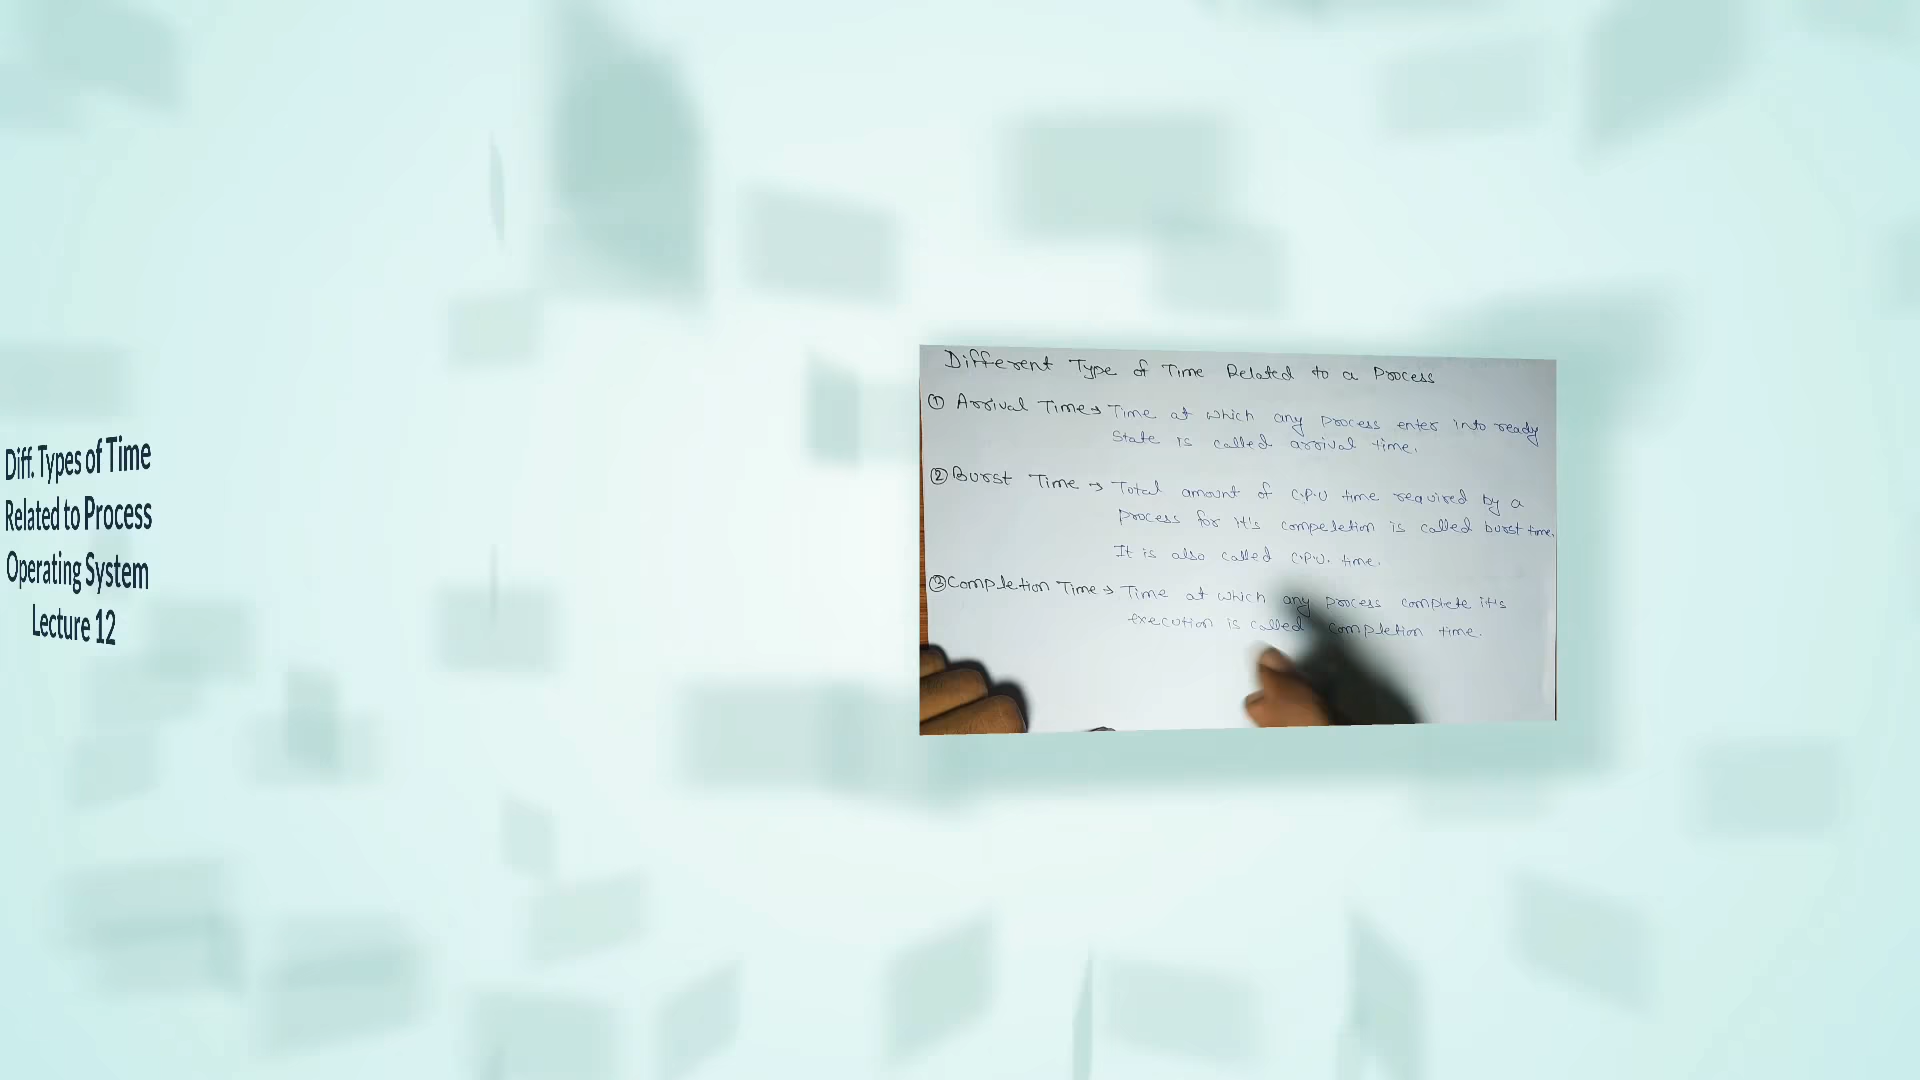 Diff. Types of Time
Related to Process
Operating System
Lecture 12
Different Type of Time Related to a Process
① Arrival Time → Time at which any process enter into ready
state is called arrival time.
② Burst Time → Total amount of C.P.U time required by a
process for it's compeletion is called burst time.
It is also called C.P.U. time.
③ Completion Time → Time at which any process complete it's
execution is called completion time.